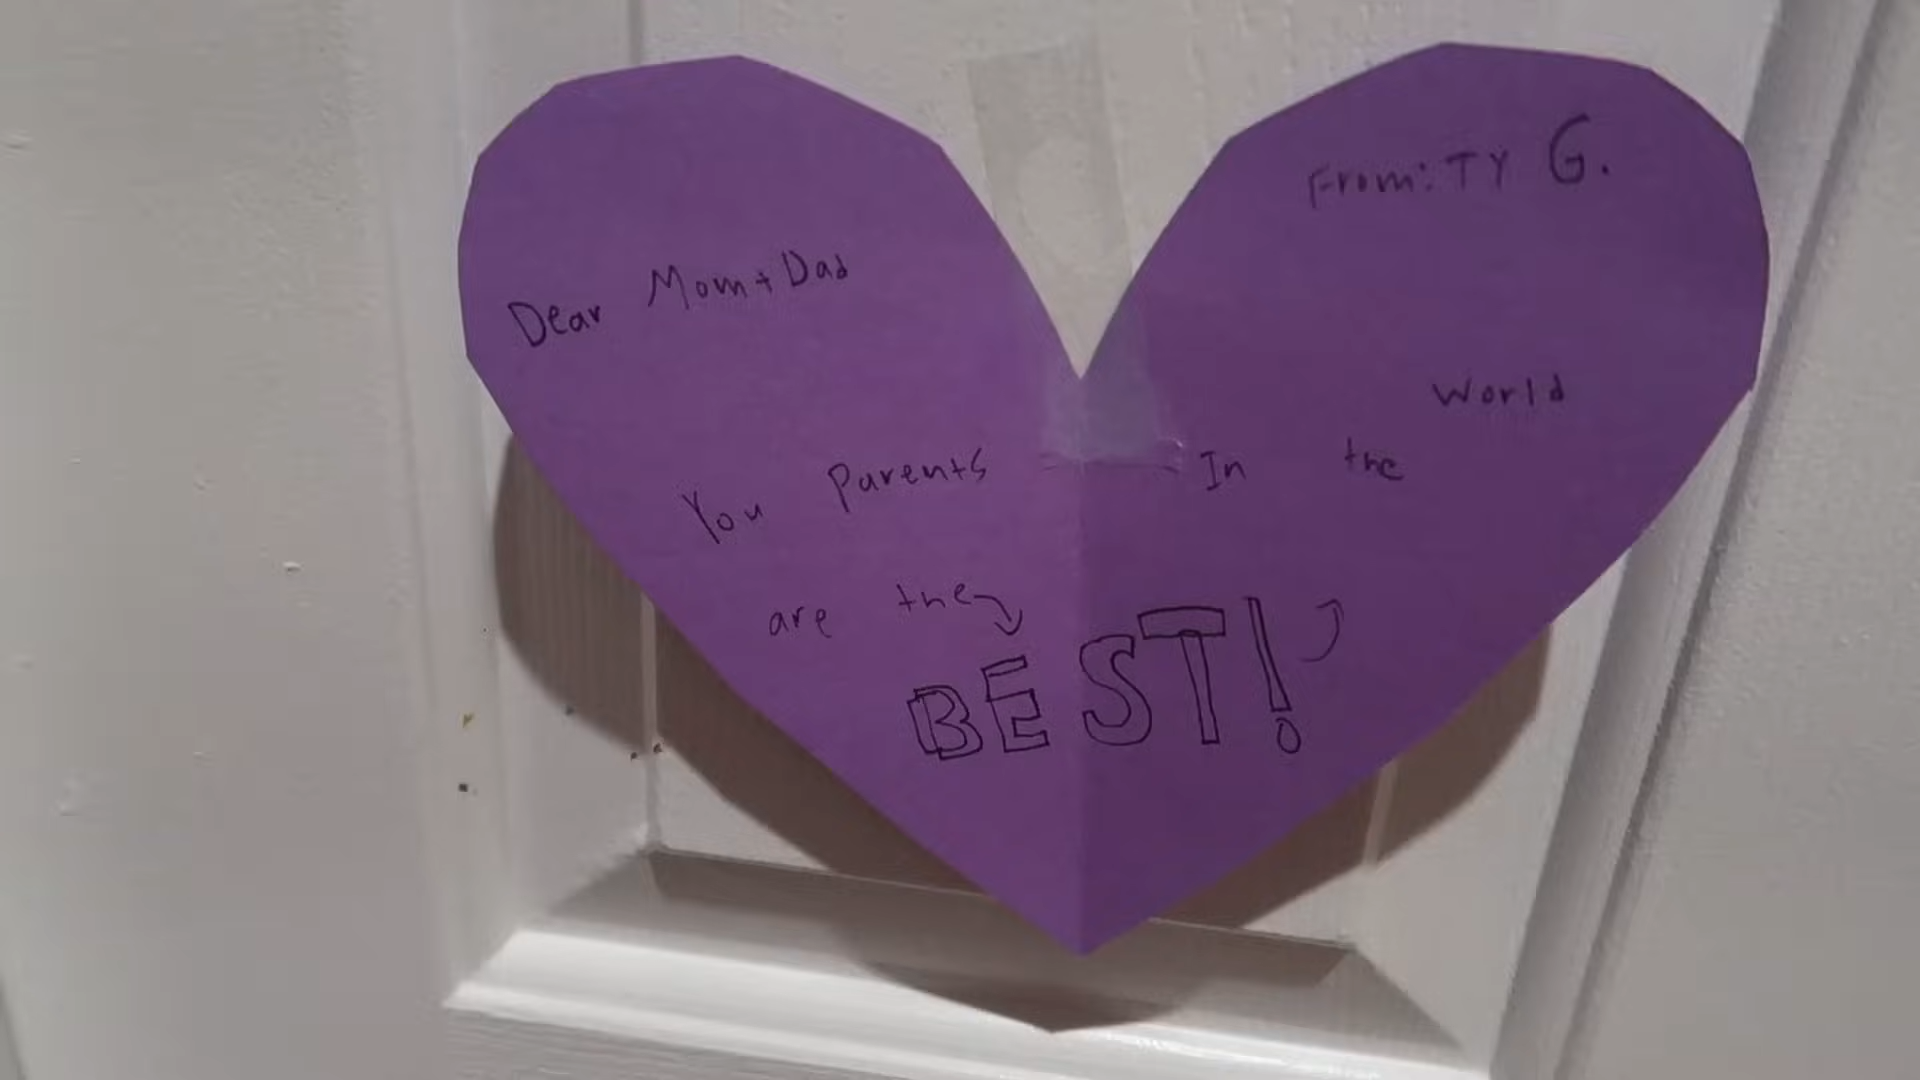 Dear Mom + Dad
You Parents
are the
BEST!
In the World
From: TY G.